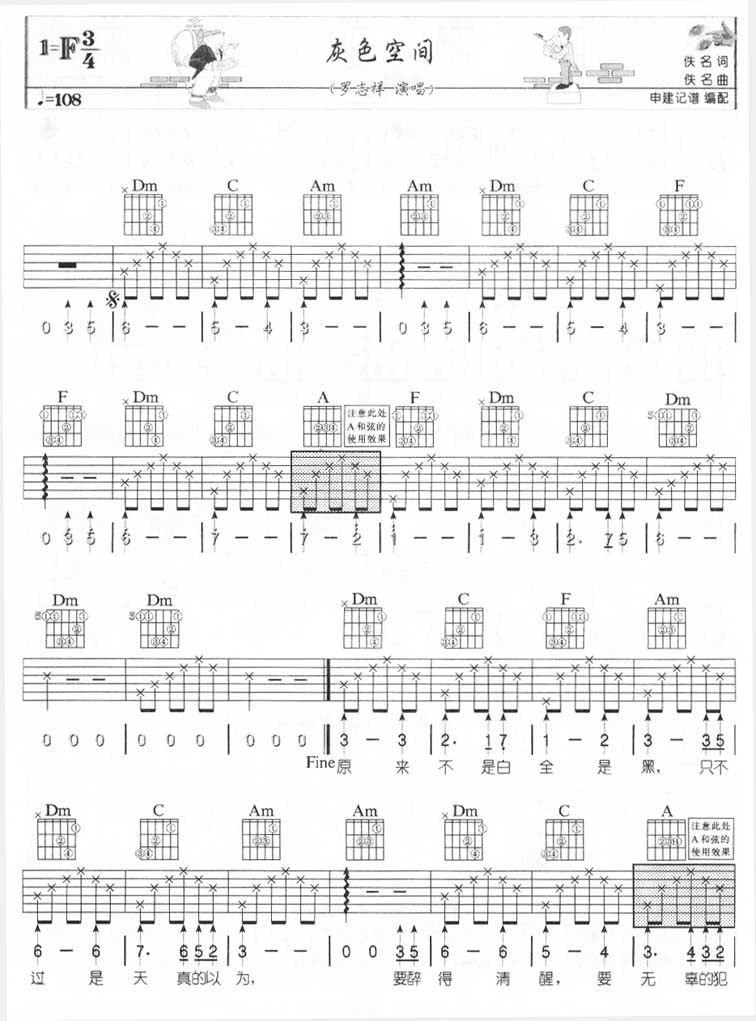 1=F 3/4
灰色空间
(罗志祥 演唱)
佚名 词
佚名 曲
♩=108
申建记谱 编配
Dm C Am Am Dm C F
0 3 5 | 6 - - | 5 - 4 | 3 - - | 0 3 5 | 6 - - | 5 - 4 | 3 - -
F Dm C A F Dm C Dm
注意此处
A和弦的
使用效果
0 3 5 | 6 - - | 7 - - | 7 - 2 | 1 - - | 1 - 3 | 2. 7 5 | 6 - -
Dm Dm Dm C F Am
0 0 0 | 0 0 0 | 0 0 0 | 3 - 3 | 2. 1 7 | 1 - 2 | 3 - 3 5
Fine 原 来 不 是白 全 是 黑, 只不
Dm C Am Am Dm C A
注意此处
A和弦的
使用效果
6 - 6 | 7. 6 5 2 | 3 - - | 0 0 3 5 | 6 - 6 | 5 - 4 | 3. 4 3 2
过 是 天 真的以 为, 要醉 得 清 醒, 要 无 辜的犯